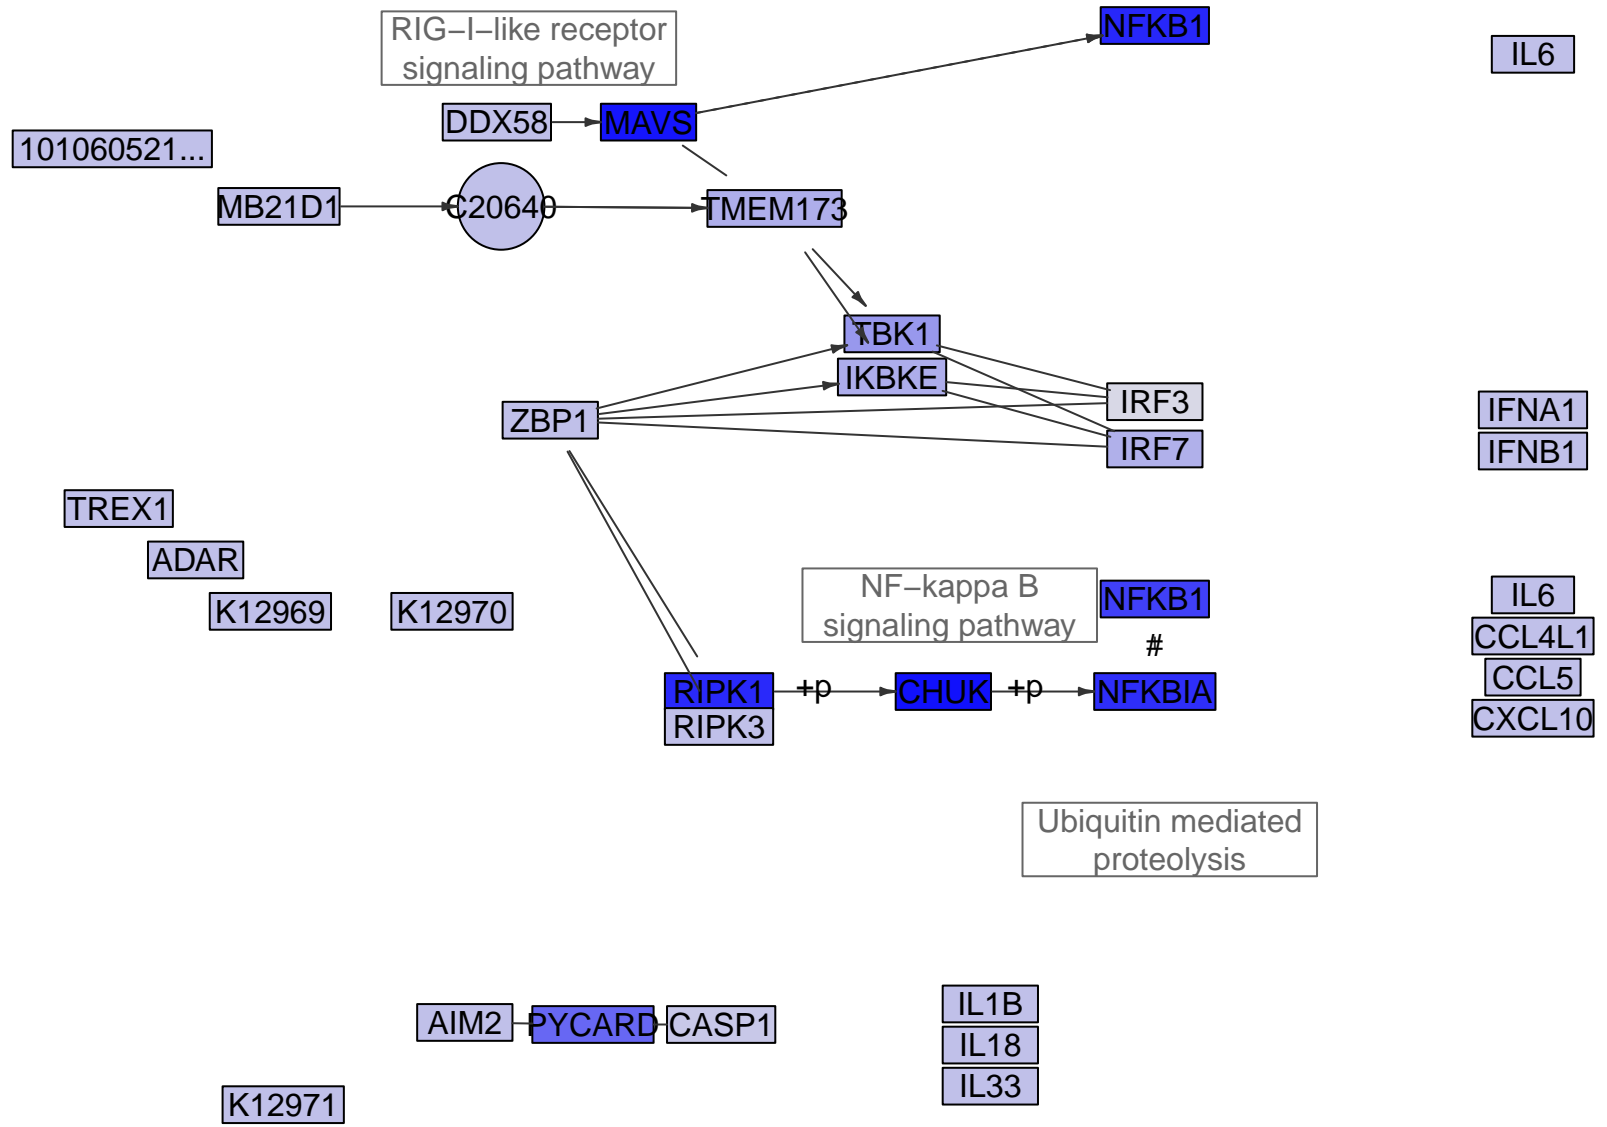 RIG−I−like receptor
signaling pathway
NFKB1
IL6
DDX58
MAVS
101060521...
MB21D1
C20640
TMEM173
TBK1
IKBKE
IRF3
ZBP1
IRF7
IFNA1
IFNB1
TREX1
ADAR
K12969
K12970
NF−kappa B
signaling pathway
NFKB1
#
IL6
CCL4L1
CCL5
CXCL10
RIPK1
+p
CHUK
+p
NFKBIA
RIPK3
Ubiquitin mediated
proteolysis
AIM2
PYCARD
CASP1
IL1B
IL18
IL33
K12971